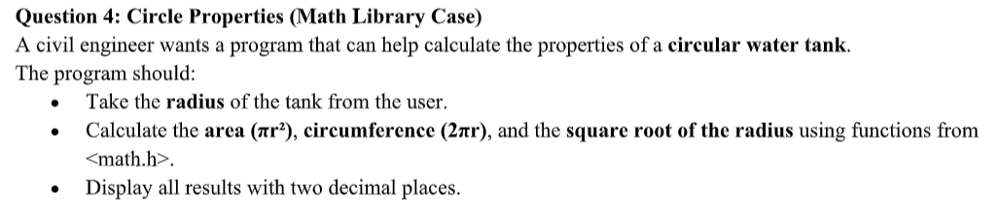 Question 4: Circle Properties (Math Library Case)
A civil engineer wants a program that can help calculate the properties of a circular water tank.
The program should:
• Take the radius of the tank from the user.
• Calculate the area (πr²), circumference (2πr), and the square root of the radius using functions from
<math.h>.
• Display all results with two decimal places.